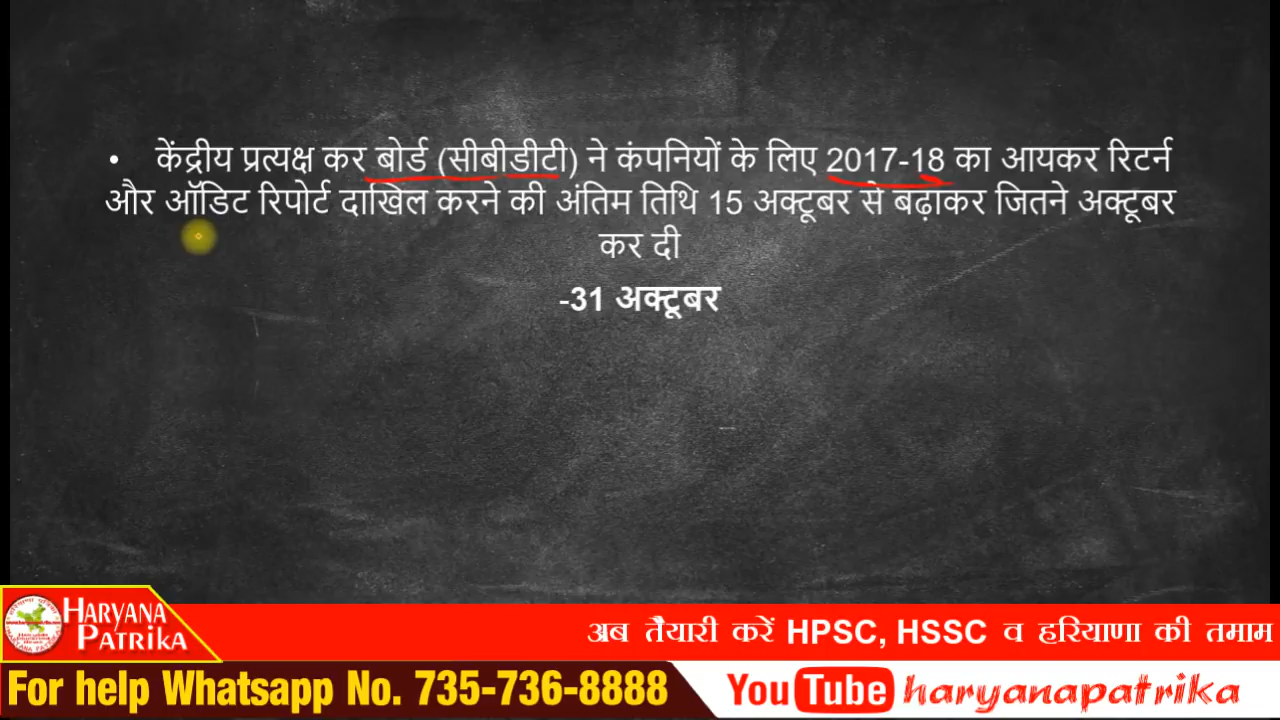 • केंद्रीय प्रत्यक्ष कर बोर्ड (सीबीडीटी) ने कंपनियों के लिए 2017-18 का आयकर रिटर्न
और ऑडिट रिपोर्ट दाखिल करने की अंतिम तिथि 15 अक्टूबर से बढ़ाकर जितने अक्टूबर
कर दी
-31 अक्टूबर
HARYANA
PATRIKA
अब तैयारी करें HPSC, HSSC व हरियाणा की तमाम
For help Whatsapp No. 735-736-8888
YouTube haryanapatrika